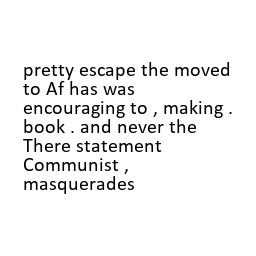 pretty escape the moved
to Af has was
encouraging to , making .
book . and never the
There statement
Communist ,
masquerades